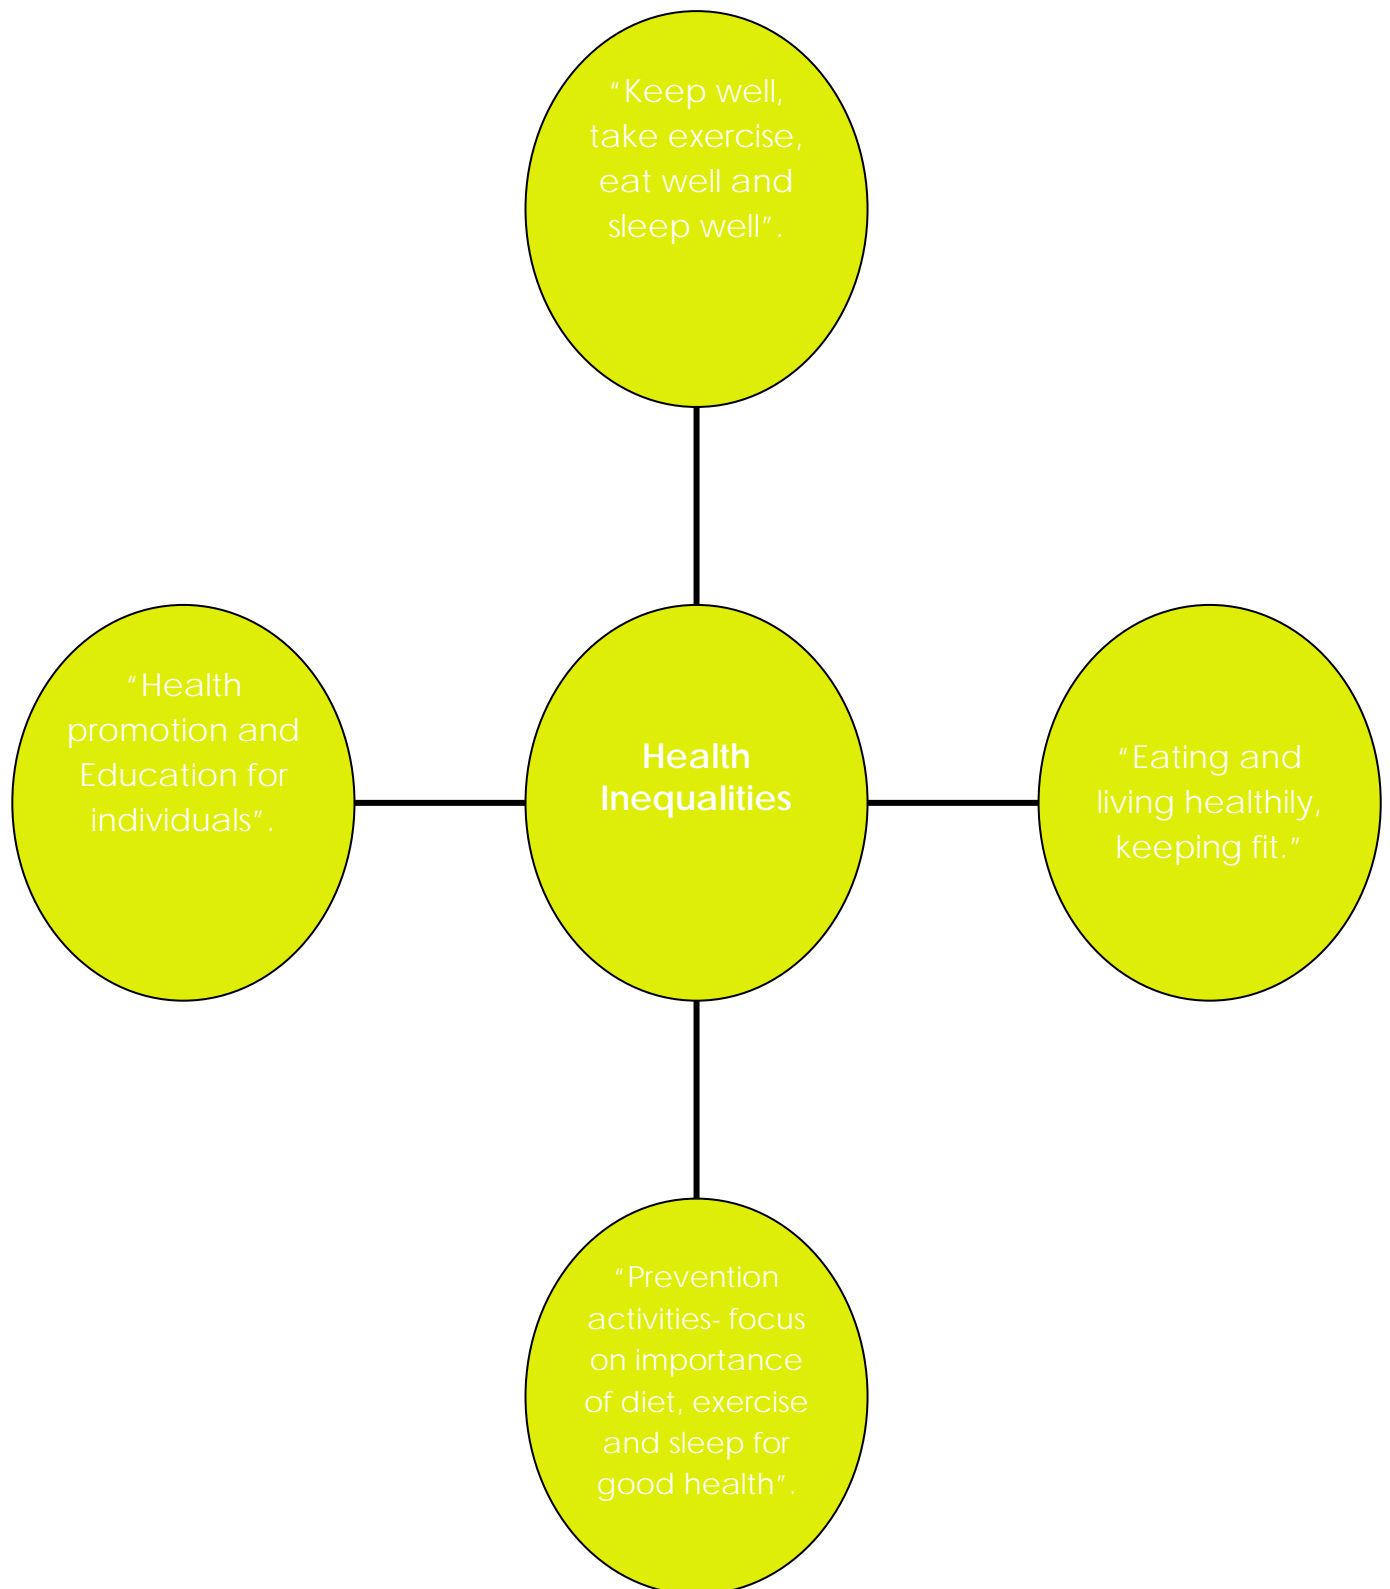 “Keep well,
take exercise,
eat well and
sleep well”.
“Health
promotion and
Education for
individuals”.
Health
Inequalities
“Eating and
living healthily,
keeping fit.”
“Prevention
activities- focus
on importance
of diet, exercise
and sleep for
good health”.